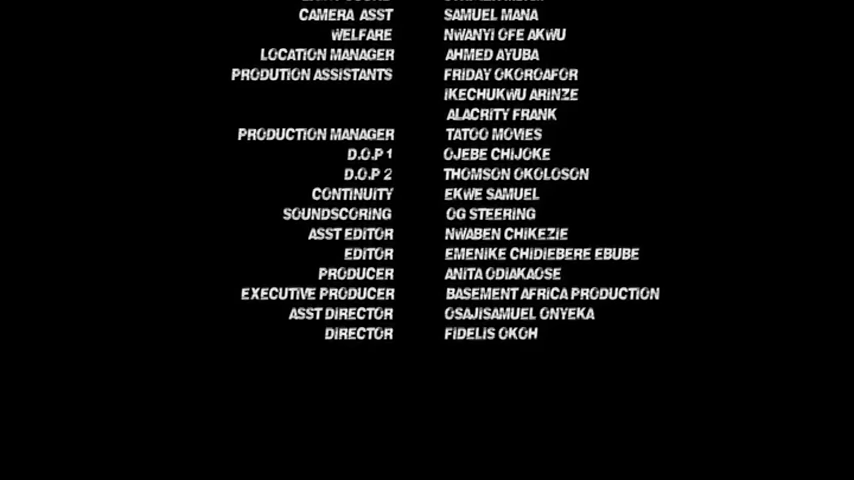 CAMERA ASST SAMUEL MANA
WELFARE NWANYI OFE AKWU
LOCATION MANAGER AHMED AYUBA
PRODUTION ASSISTANTS FRIDAY OKOROAFOR
IKECHUKWU ARINZE
ALACRITY FRANK
PRODUCTION MANAGER TATOO MOVIES
D.O.P 1 OJEBE CHIJOKE
D.O.P 2 THOMSON OKOLOSON
CONTINUITY EKWE SAMUEL
SOUNDSCORING OG STEERING
ASST EDITOR NWABEN CHIKEZIE
EDITOR EMENIKE CHIDIEBERE EBUBE
PRODUCER ANITA ODIAKAOSE
EXECUTIVE PRODUCER BASEMENT AFRICA PRODUCTION
ASST DIRECTOR OSAJISAMUEL ONYEKA
DIRECTOR FIDELIS OKOH